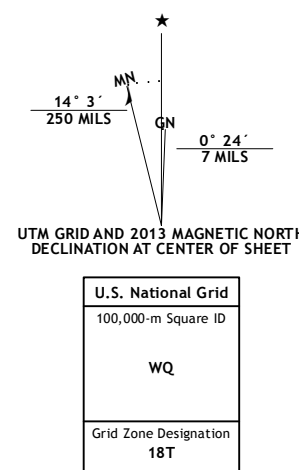 MN
14° 3´
250 MILS
GN
0° 24´
7 MILS
UTM GRID AND 2013 MAGNETIC NORTH
DECLINATION AT CENTER OF SHEET
U.S. National Grid
100,000-m Square ID
WQ
Grid Zone Designation
18T